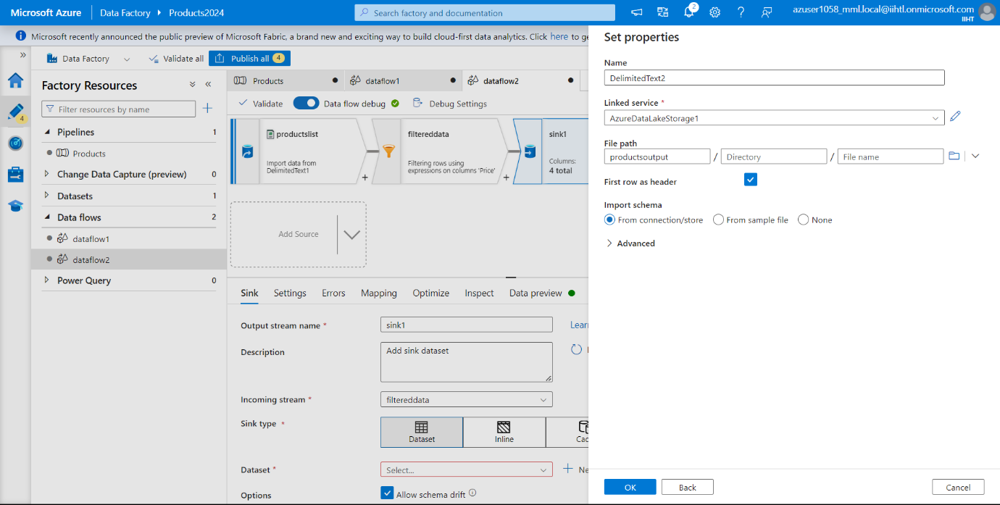 Microsoft Azure
Data Factory
Products2024
Search factory and documentation
2
azuser1058_mml.local@iihtl.onmicrosoft.com
IIHT
Microsoft recently announced the public preview of Microsoft Fabric, a brand new and exciting way to build cloud-first data analytics. Click here to ge
Data Factory
Validate all
Publish all 4
4
Factory Resources
Filter resources by name
Pipelines 1
Products
Change Data Capture (preview) 0
Datasets 1
Data flows 2
dataflow1
dataflow2
Power Query 0
Products
dataflow1
dataflow2
Validate
Data flow debug
Debug Settings
productslist
Import data from
DelimitedText1
+
filtereddata
Filtering rows using
expressions on columns 'Price'
+
sink1
Columns:
4 total
Add Source
Sink
Settings
Errors
Mapping
Optimize
Inspect
Data preview
Output stream name *
sink1
Lear
Description
Add sink dataset
Incoming stream *
filtereddata
Sink type *
Dataset
Inline
Cac
Dataset *
Select...
Ne
Options
Allow schema drift
Set properties
Name
DelimitedText2
Linked service *
AzureDataLakeStorage1
File path
productsoutput / Directory / File name
First row as header
Import schema
From connection/store
From sample file
None
Advanced
OK
Back
Cancel